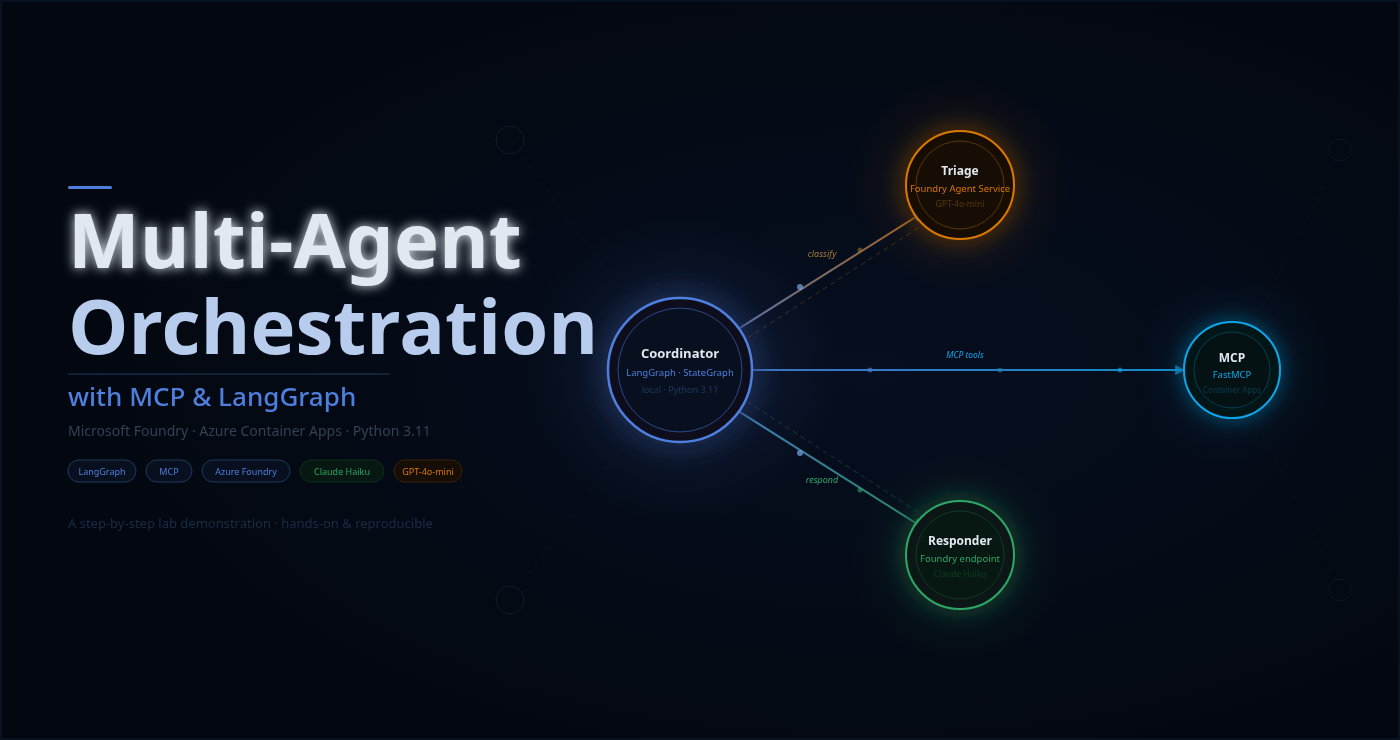 Multi-Agent
Orchestration
with MCP & LangGraph
Microsoft Foundry · Azure Container Apps · Python 3.11
LangGraph
MCP
Azure Foundry
Claude Haiku
GPT-4o-mini
A step-by-step lab demonstration · hands-on & reproducible
Coordinator
LangGraph · StateGraph
local · Python 3.11
classify
Triage
Foundry Agent Service
GPT-4o-mini
MCP tools
MCP
FastMCP
Container Apps
respond
Responder
Foundry endpoint
Claude Haiku